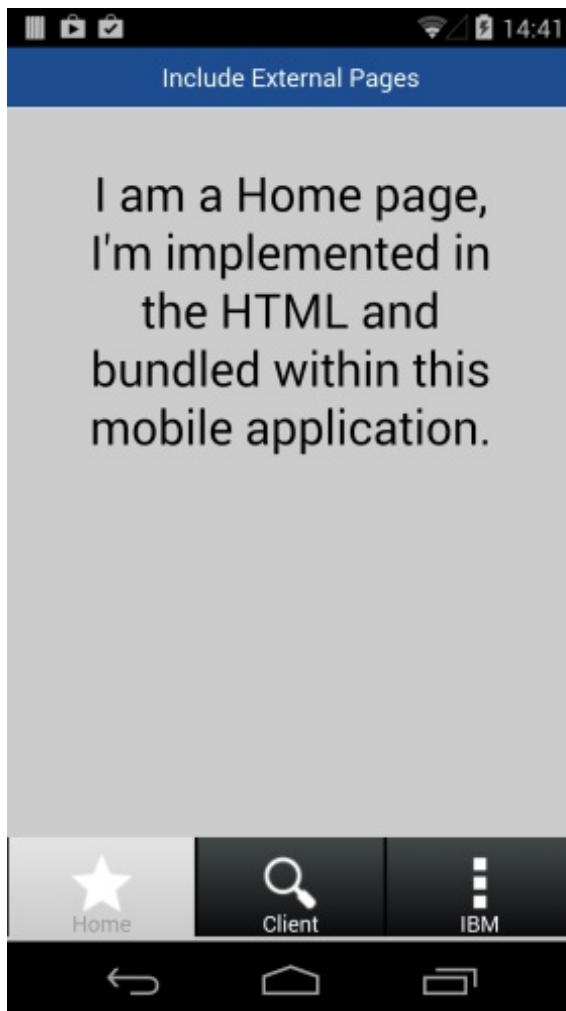 14:41
Include External Pages
I am a Home page,
I'm implemented in
the HTML and
bundled within this
mobile application.
Home
Client
IBM